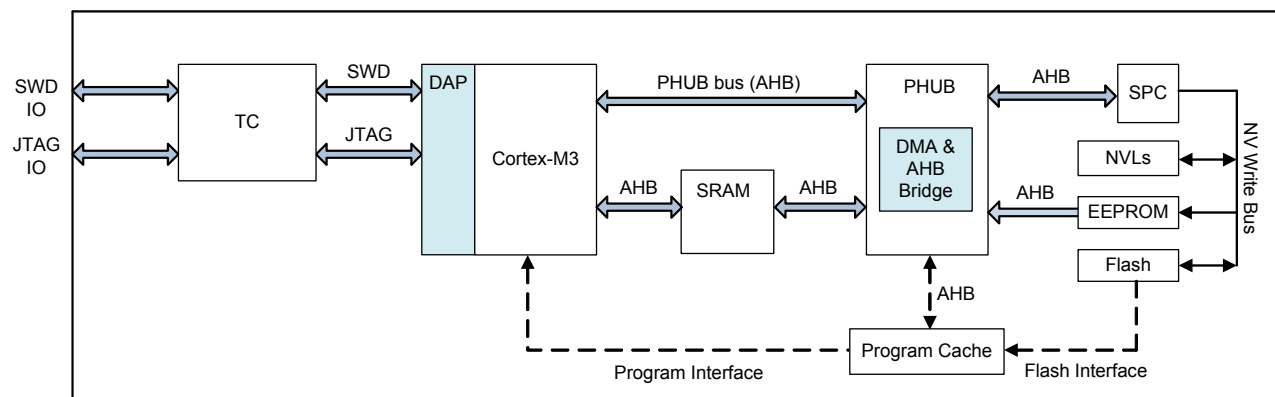 SWD
IO
JTAG
IO
TC
SWD
JTAG
DAP
Cortex-M3
PHUB bus (AHB)
AHB
SRAM
AHB
PHUB
DMA &
AHB
Bridge
AHB
SPC
NVLs
AHB
EEPROM
Flash
NV Write Bus
AHB
Program Cache
Program Interface
Flash Interface